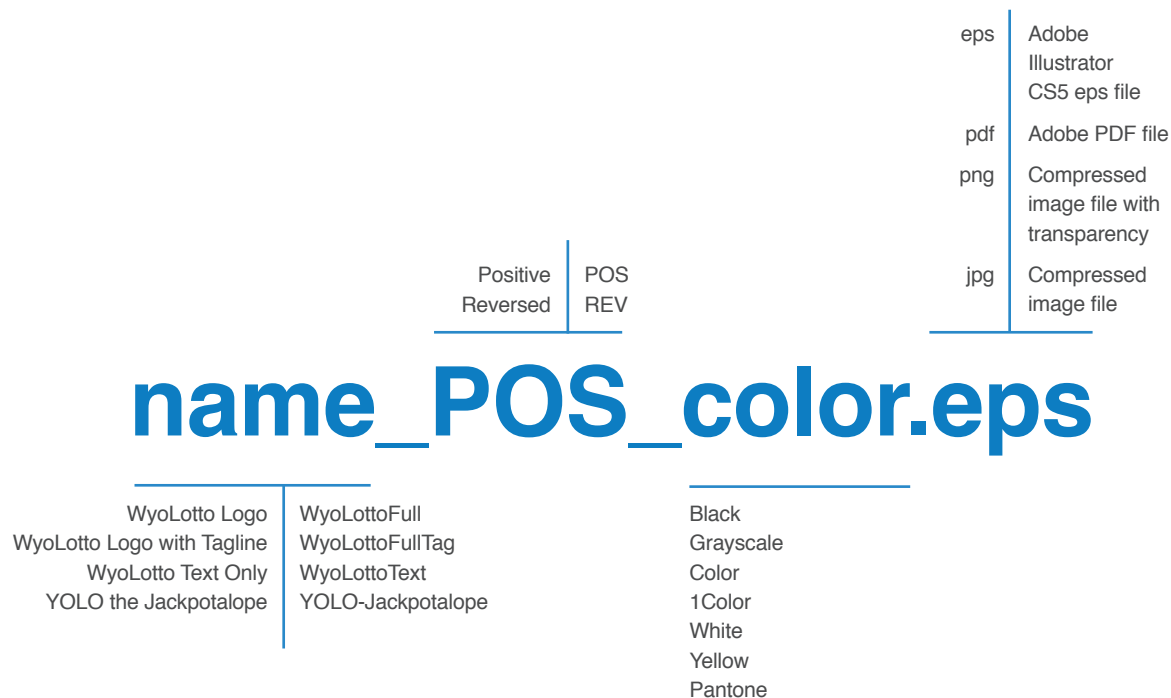 eps Adobe
Illustrator
CS5 eps file
pdf Adobe PDF file
png Compressed
image file with
transparency
jpg Compressed
image file
Positive POS
Reversed REV
name_POS_color.eps
WyoLotto Logo WyoLottoFull
WyoLotto Logo with Tagline WyoLottoFullTag
WyoLotto Text Only WyoLottoText
YOLO the Jackpotalope YOLO-Jackpotalope
Black
Grayscale
Color
1Color
White
Yellow
Pantone